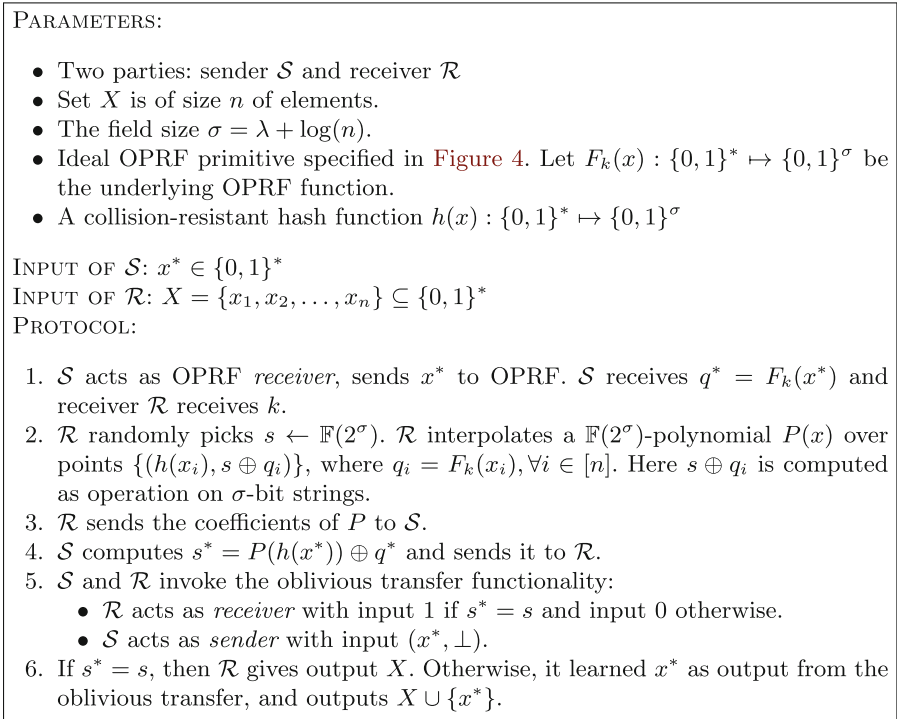 PARAMETERS:
• Two parties: sender 𝒮 and receiver ℛ
• Set X is of size n of elements.
• The field size σ = λ + log(n).
• Ideal OPRF primitive specified in Figure 4. Let F_k(x) : {0, 1}* ↦ {0, 1}^σ be
the underlying OPRF function.
• A collision-resistant hash function h(x) : {0, 1}* ↦ {0, 1}^σ
INPUT OF 𝒮: x* ∈ {0, 1}*
INPUT OF ℛ: X = {x_1, x_2, . . . , x_n} ⊆ {0, 1}*
PROTOCOL:
1. 𝒮 acts as OPRF receiver, sends x* to OPRF. 𝒮 receives q* = F_k(x*) and
receiver ℛ receives k.
2. ℛ randomly picks s ← 𝔽(2^σ). ℛ interpolates a 𝔽(2^σ)-polynomial P(x) over
points {(h(x_i), s ⊕ q_i)}, where q_i = F_k(x_i), ∀i ∈ [n]. Here s ⊕ q_i is computed
as operation on σ-bit strings.
3. ℛ sends the coefficients of P to 𝒮.
4. 𝒮 computes s* = P(h(x*)) ⊕ q* and sends it to ℛ.
5. 𝒮 and ℛ invoke the oblivious transfer functionality:
• ℛ acts as receiver with input 1 if s* = s and input 0 otherwise.
• 𝒮 acts as sender with input (x*, ⊥).
6. If s* = s, then ℛ gives output X. Otherwise, it learned x* as output from the
oblivious transfer, and outputs X ∪ {x*}.